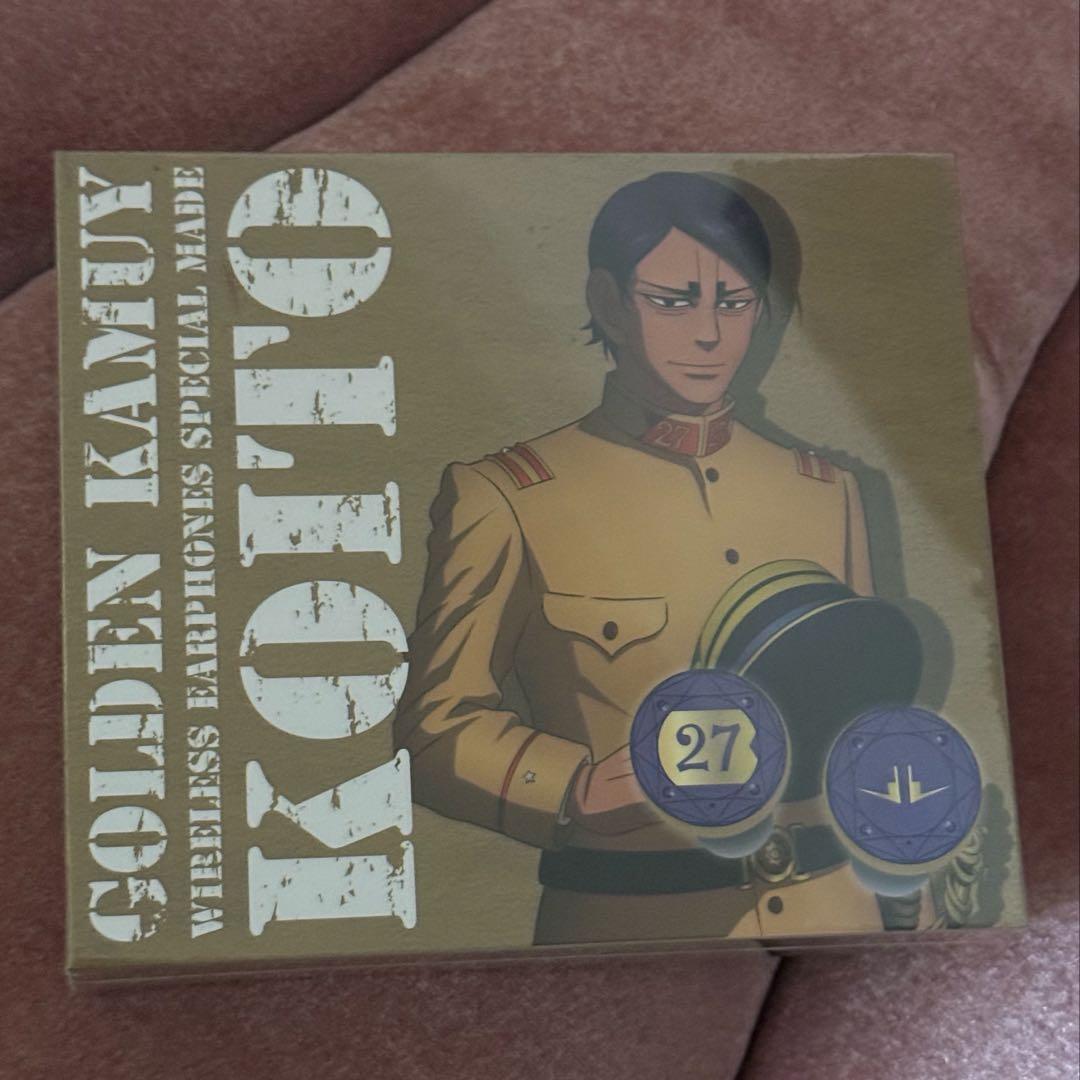 GOLDEN KAMUY
WIRELESS EARPHONES SPECIAL MADE
KOITO
27
27